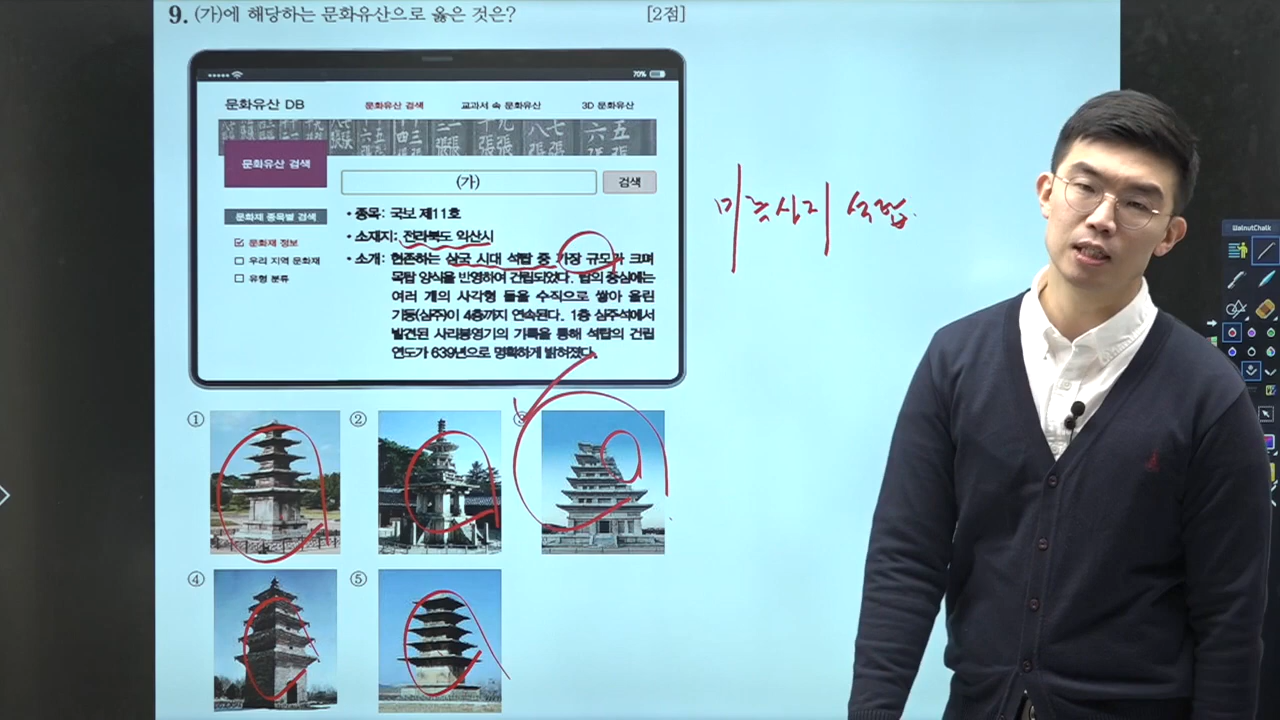 9. (가)에 해당하는 문화유산으로 옳은 것은? [2점]
70%
문화유산 DB 문화유산 검색 교과서 속 문화유산 3D 문화유산
문화유산 검색
(가) 검색
문화재 종목별 검색
문화재 정보
우리 지역 문화재
유형 분류
• 종목: 국보 제11호
• 소재지: 전라북도 익산시
• 소개: 현존하는 삼국 시대 석탑 중 가장 규모가 크며
목탑 양식을 반영하여 건립되었다. 탑의 중심에는
여러 개의 사각형 돌을 수직으로 쌓아 올린
기둥(심주)이 4층까지 연속된다. 1층 심주석에서
발견된 사리봉영기의 기록을 통해 석탑의 건립
연도가 639년으로 명확하게 밝혀졌다.
미륵사지 석탑.
① ② ③
④ ⑤
WalnutChalk